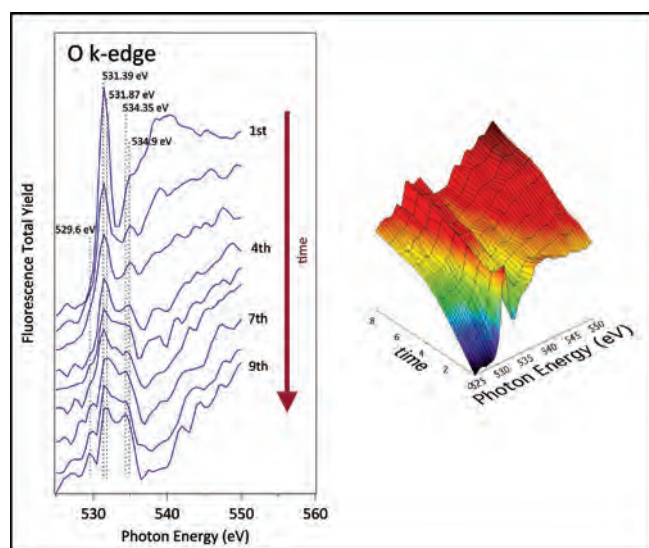 O k-edge
531.39 eV
531.87 eV
534.35 eV
534.9 eV
529.6 eV
1st
4th
7th
9th
time
Fluorescence Total Yield
530
540
550
560
Photon Energy (eV)
8
6
4
2
0
time
525
530
535
540
545
550
Photon Energy (eV)